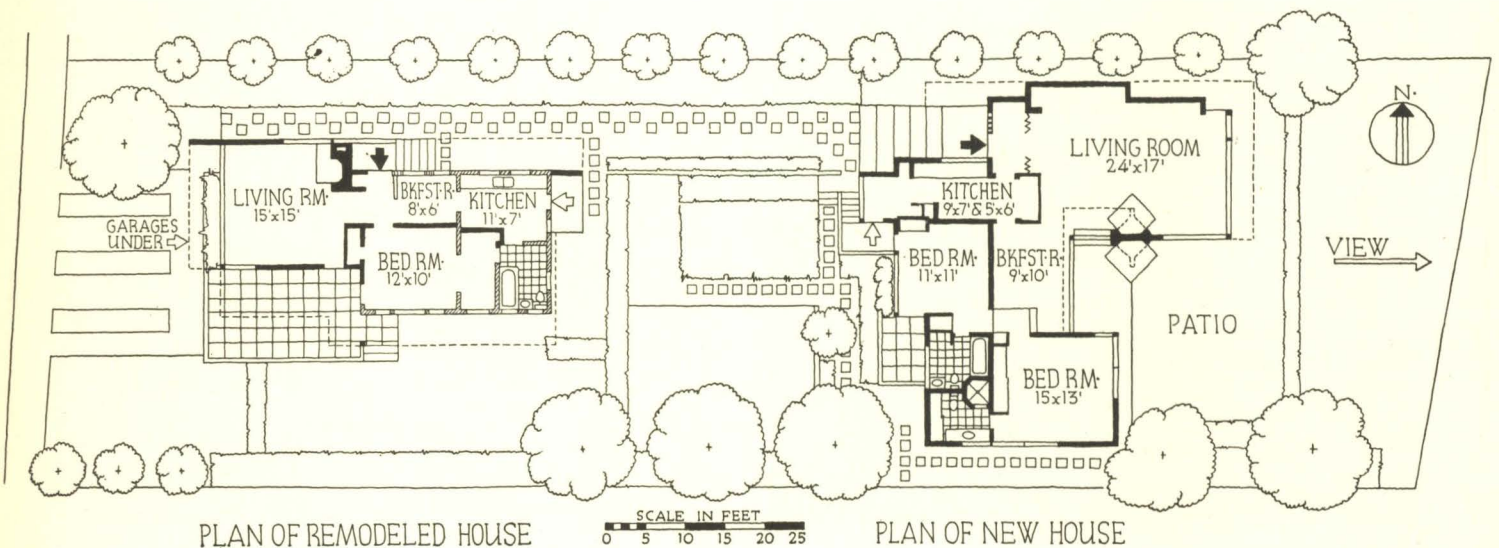 N.
LIVING ROOM
24'x17'
LIVING RM.
15'x15'
BKFST·R·
8'x6'
KITCHEN
11'x7'
KITCHEN
9'x7' & 5'x6'
GARAGES
UNDER
BED RM.
12'x10'
BED RM.
11'x11'
BKFST·R·
9'x10'
VIEW
PATIO
BED RM.
15'x13'
PLAN OF REMODELED HOUSE
SCALE IN FEET
0 5 10 15 20 25
PLAN OF NEW HOUSE